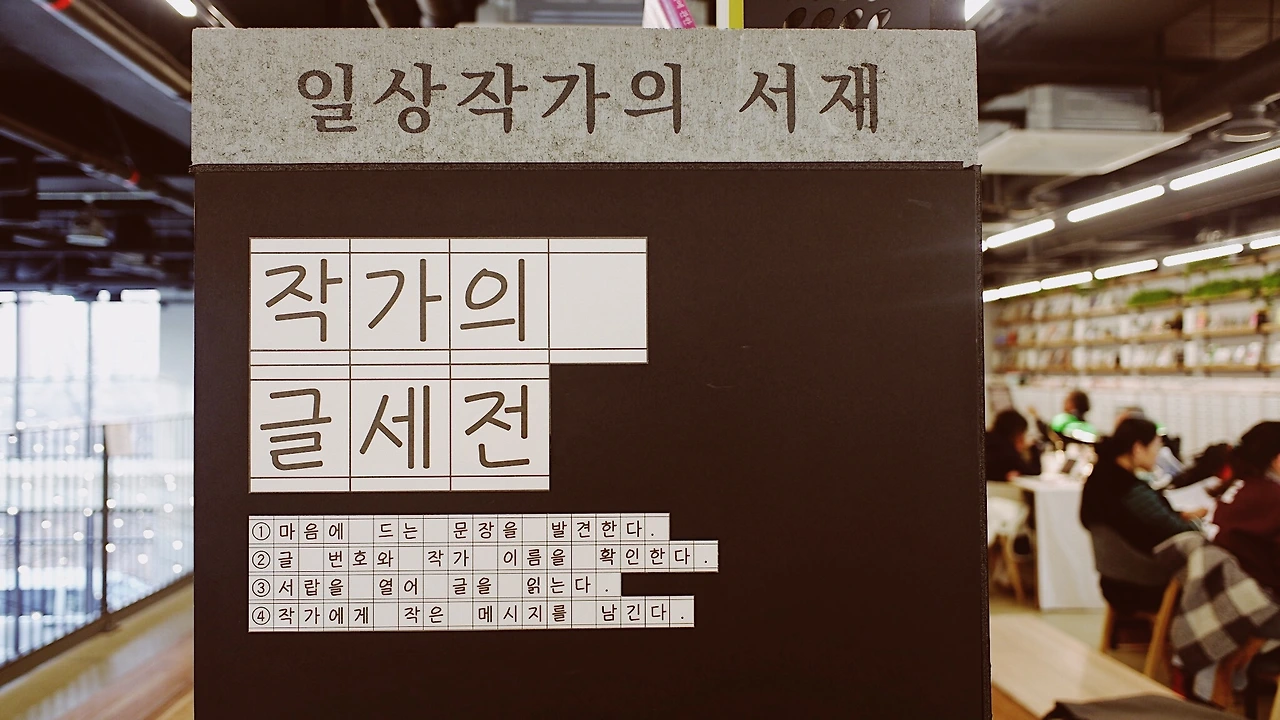 일상작가의 서재
작가의
글세전
① 마음에 드는 문장을 발견한다.
② 글 번호와 작가 이름을 확인한다.
③ 서랍을 열어 글을 읽는다.
④ 작가에게 작은 메시지를 남긴다.